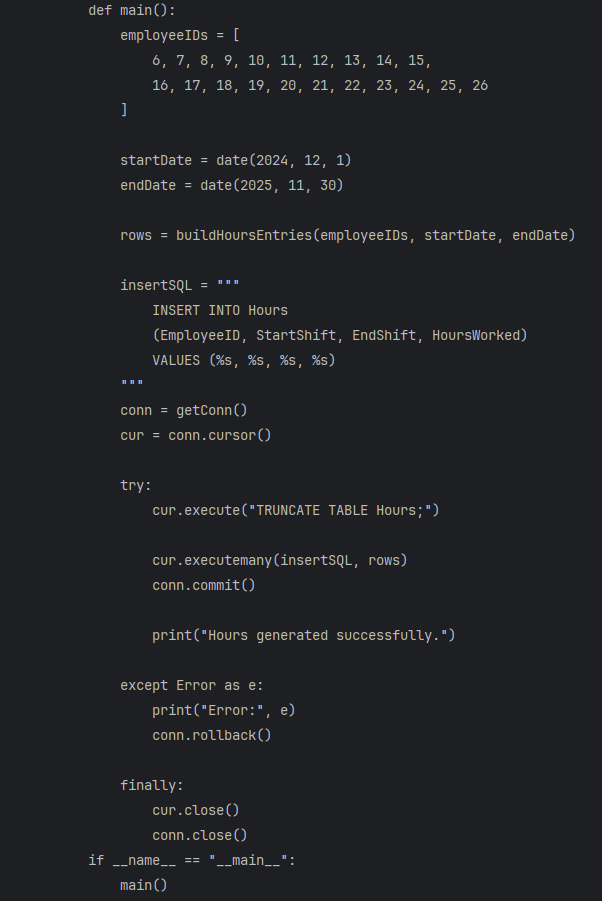 def main():
    employeeIDs = [
        6, 7, 8, 9, 10, 11, 12, 13, 14, 15,
        16, 17, 18, 19, 20, 21, 22, 23, 24, 25, 26
    ]

    startDate = date(2024, 12, 1)
    endDate = date(2025, 11, 30)

    rows = buildHoursEntries(employeeIDs, startDate, endDate)

    insertSQL = """
        INSERT INTO Hours
        (EmployeeID, StartShift, EndShift, HoursWorked)
        VALUES (%s, %s, %s, %s)
    """
    conn = getConn()
    cur = conn.cursor()

    try:
        cur.execute("TRUNCATE TABLE Hours;")

        cur.executemany(insertSQL, rows)
        conn.commit()

        print("Hours generated successfully.")

    except Error as e:
        print("Error:", e)
        conn.rollback()

    finally:
        cur.close()
        conn.close()
if __name__ == "__main__":
    main()